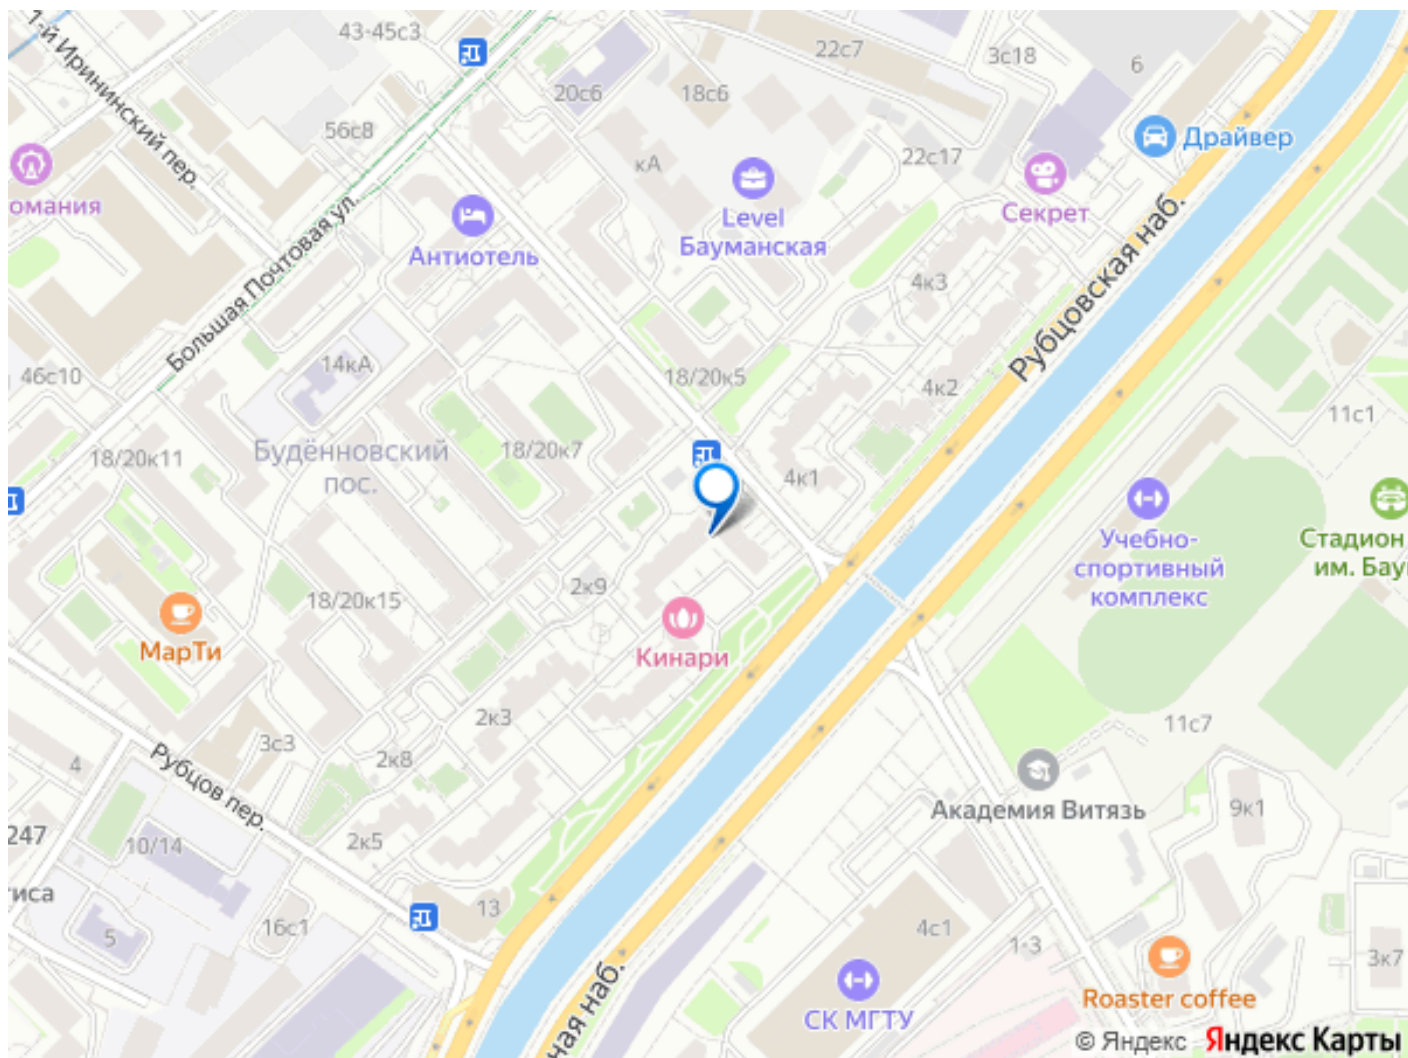 43-45с3
1-й Ирининский пер.
22с7
3с18
6
20с6
18с6
56с8
Драйвер
22с17
кА
омания
Секрет
Level
Бауманская
Антиотель
Большая Почтовая ул.
Рубцовская наб.
4к3
14кА
46с10
18/20к5
4к2
11с1
Будённовский
пос.
18/20к11
18/20к7
4к1
Учебно-
спортивный
комплекс
Стадион
им. Бау
2к9
18/20к15
МарТи
Кинари
2к3
11с7
3с3
Рубцов пер.
2к8
4
Академия Витязь
9к1
247
10/14
2к5
тиса
13
5
16с1
4с1
1-3
3к7
ная наб.
Roaster coffee
СК МГТУ
© Яндекс Яндекс Карты